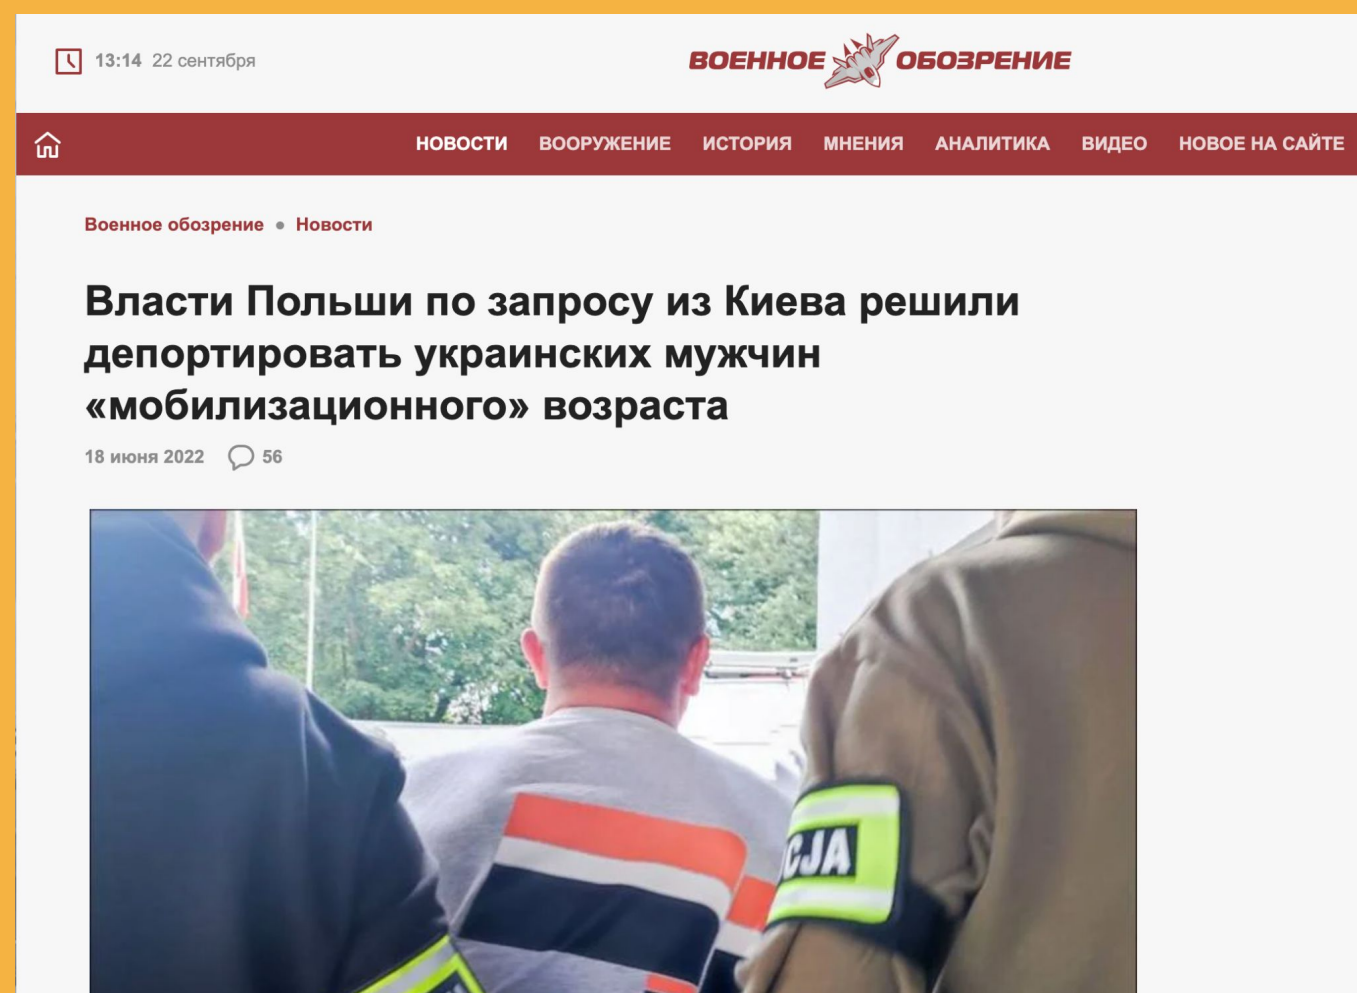 13:14 22 сентября
ВОЕННОЕ ОБОЗРЕНИЕ
НОВОСТИ ВООРУЖЕНИЕ ИСТОРИЯ МНЕНИЯ АНАЛИТИКА ВИДЕО НОВОЕ НА САЙТЕ
Военное обозрение • Новости
Власти Польши по запросу из Киева решили
депортировать украинских мужчин
«мобилизационного» возраста
18 июня 2022 56
CJA